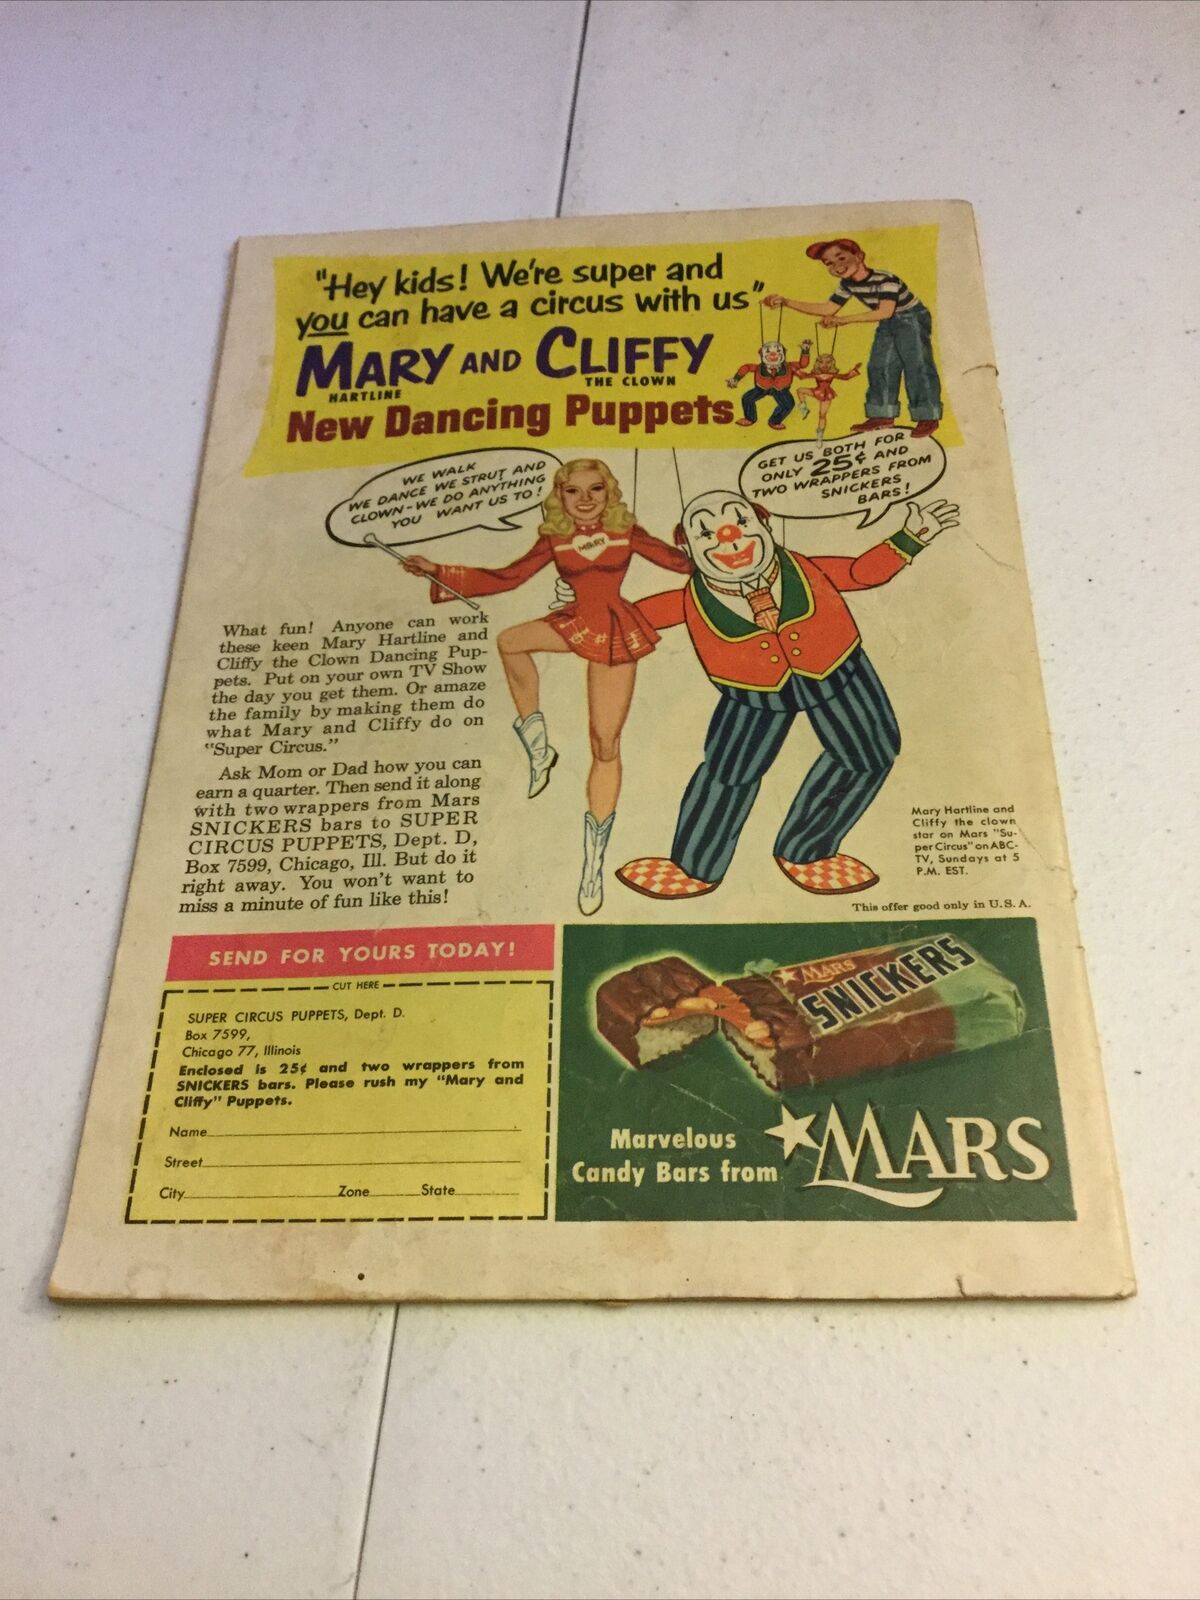 "Hey kids! We're super and
you can have a circus with us"
MARY AND CLIFFY
HARTLINE
THE CLOWN
New Dancing Puppets
WE WALK
WE DANCE WE STRUT AND
CLOWN-WE DO ANYTHING
YOU WANT US TO!
GET US BOTH FOR
ONLY 25¢ AND
TWO WRAPPERS FROM
SNICKERS
BARS!
MARY
What fun! Anyone can work
these keen Mary Hartline and
Cliffy the Clown Dancing Pup-
pets. Put on your own TV Show
the day you get them. Or amaze
the family by making them do
what Mary and Cliffy do on
"Super Circus."
Ask Mom or Dad how you can
earn a quarter. Then send it along
with two wrappers from Mars
SNICKERS bars to SUPER
CIRCUS PUPPETS, Dept. D,
Box 7599, Chicago, Ill. But do it
right away. You won't want to
miss a minute of fun like this!
Mary Hartline and
Cliffy the clown
star on Mars "Su-
per Circus" on ABC-
TV, Sundays at 5
P.M. EST.
This offer good only in U.S.A.
SEND FOR YOURS TODAY!
CUT HERE
SUPER CIRCUS PUPPETS, Dept. D.
Box 7599,
Chicago 77, Illinois
Enclosed is 25¢ and two wrappers from
SNICKERS bars. Please rush my "Mary and
Cliffy" Puppets.
Name
Street
City Zone State
MARS
SNICKERS
Marvelous
Candy Bars from
MARS